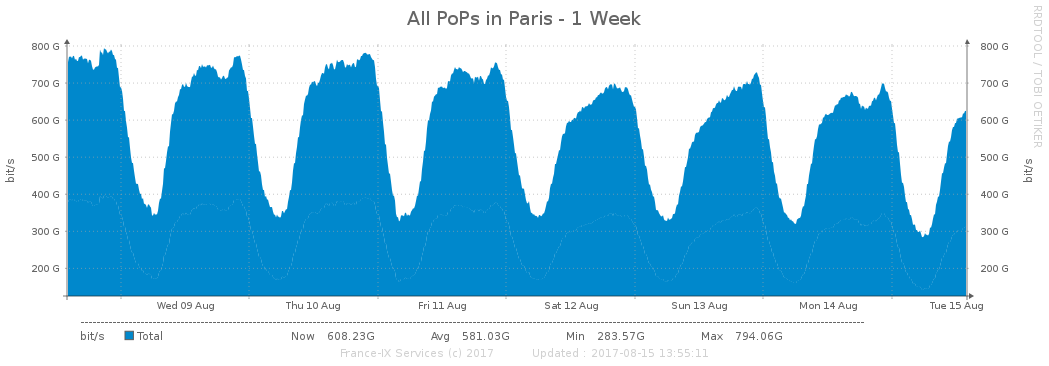 All PoPs in Paris - 1 Week
RRDTOOL / TOBI OETIKER
bit/s
bit/s
800 G 800 G
700 G 700 G
600 G 600 G
500 G 500 G
400 G 400 G
300 G 300 G
200 G 200 G
Wed 09 Aug Thu 10 Aug Fri 11 Aug Sat 12 Aug Sun 13 Aug Mon 14 Aug Tue 15 Aug
bit/s Total Now 608.23G Avg 581.03G Min 283.57G Max 794.06G
France-IX Services (c) 2017 Updated : 2017-08-15 13:55:11